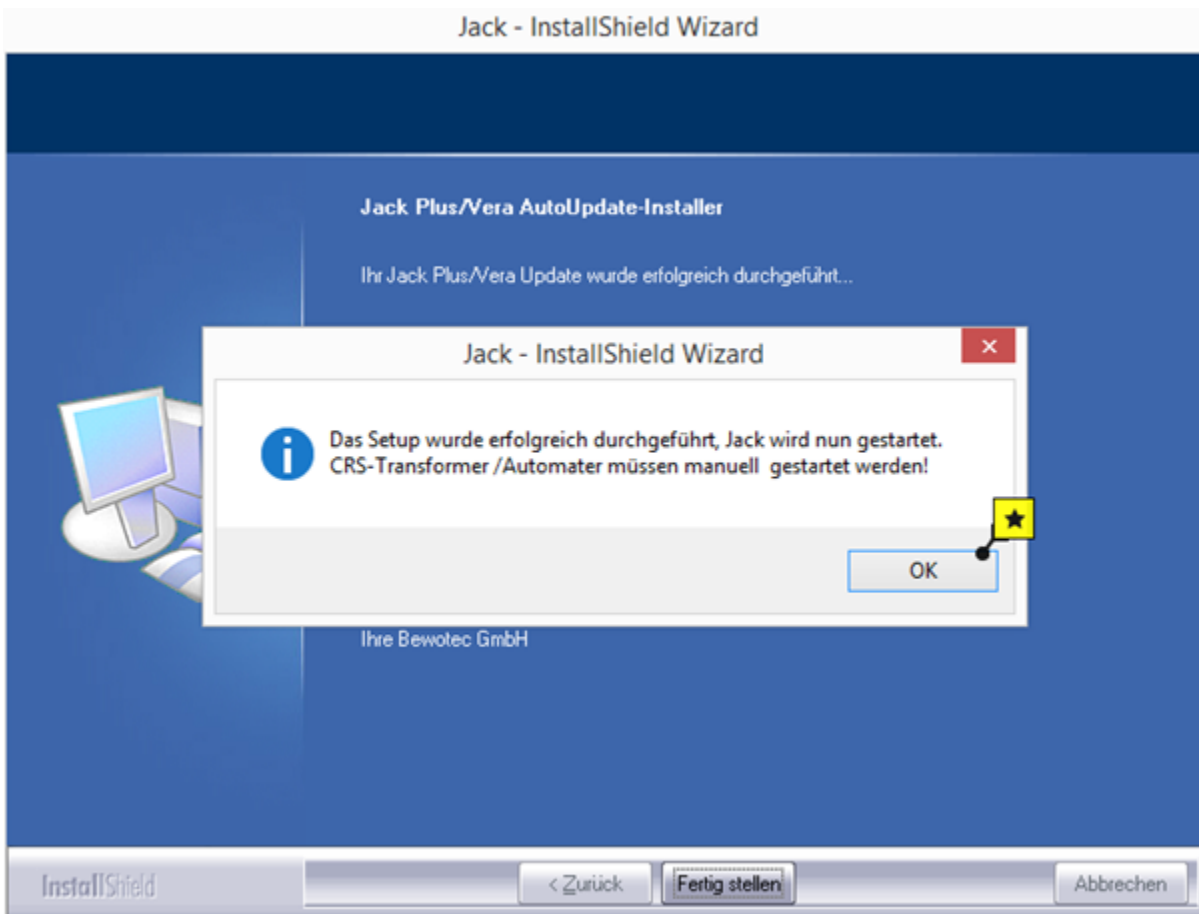 Jack - InstallShield Wizard
Jack Plus/Vera AutoUpdate-Installer
Ihr Jack Plus/Vera Update wurde erfolgreich durchgeführt...
Jack - InstallShield Wizard
Das Setup wurde erfolgreich durchgeführt, Jack wird nun gestartet.
CRS-Transformer /Automater müssen manuell  gestartet werden!
OK
Ihre Bewotec GmbH
InstallShield
< Zurück
Fertig stellen
Abbrechen